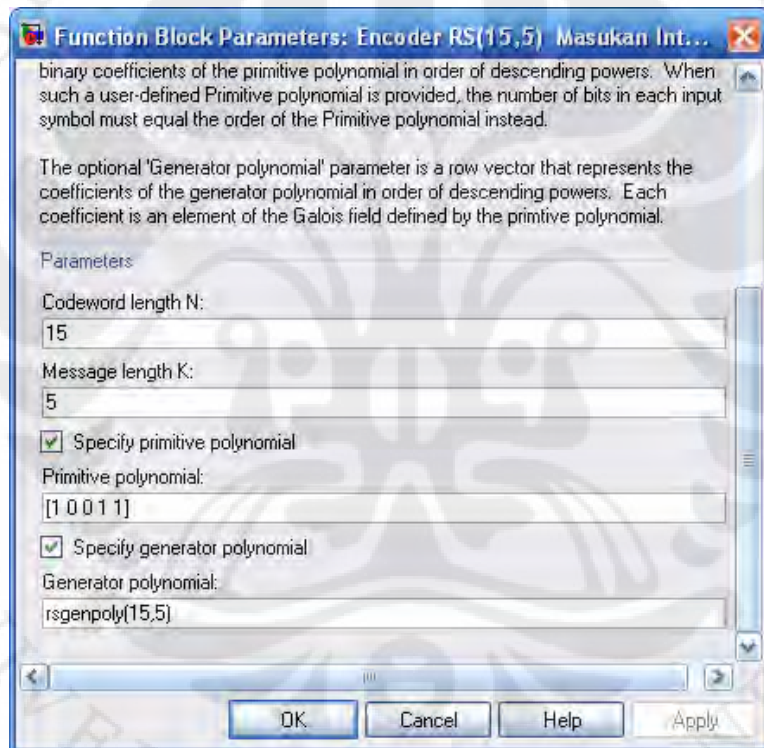 Function Block Parameters: Encoder RS(15,5) Masukan Int...
binary coefficients of the primitive polynomial in order of descending powers. When
such a user-defined Primitive polynomial is provided, the number of bits in each input
symbol must equal the order of the Primitive polynomial instead.
The optional 'Generator polynomial' parameter is a row vector that represents the
coefficients of the generator polynomial in order of descending powers. Each
coefficient is an element of the Galois field defined by the primtive polynomial.
Parameters
Codeword length N:
15
Message length K:
5
Specify primitive polynomial
Primitive polynomial:
[1 0 0 1 1]
Specify generator polynomial
Generator polynomial:
rsgenpoly(15,5)
OK Cancel Help Apply